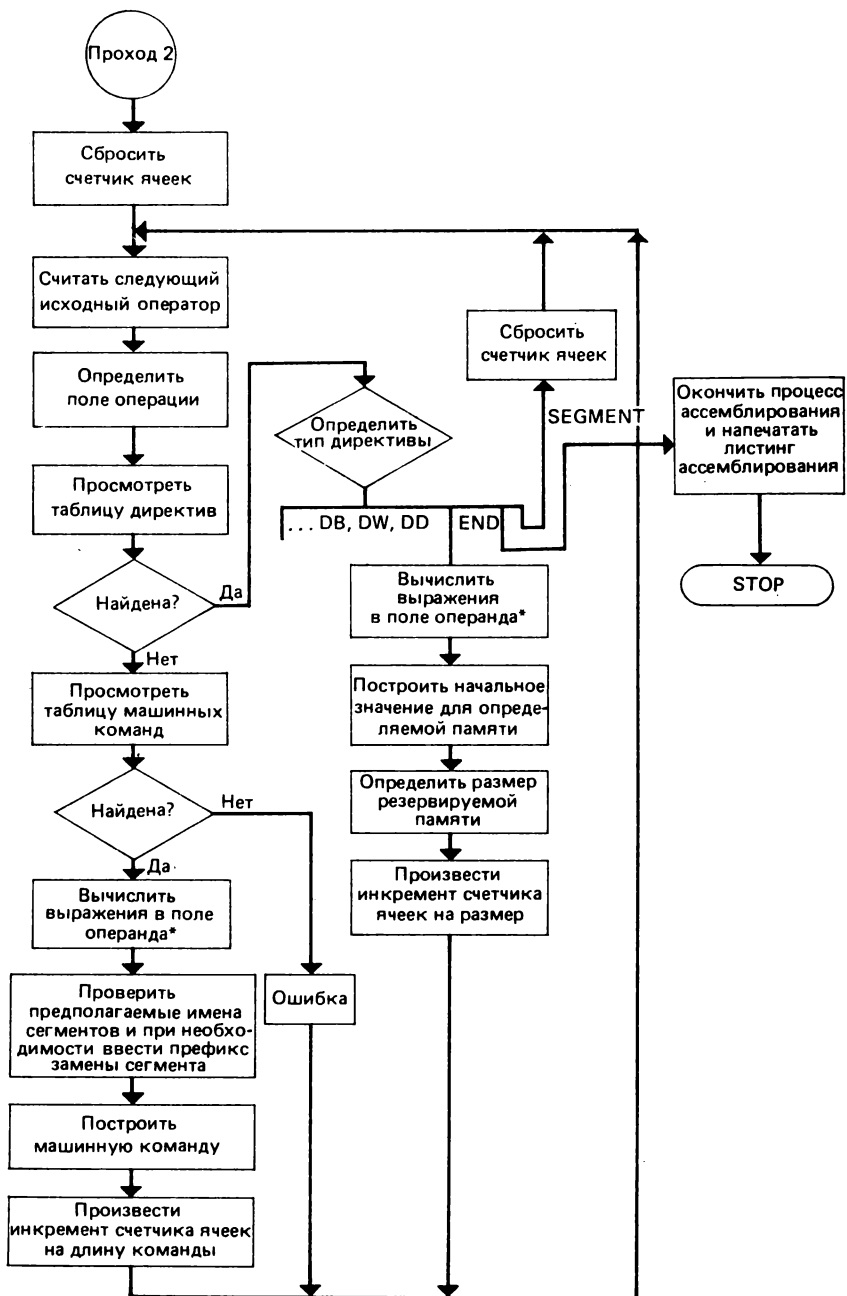 Проход 2
Сбросить
счетчик ячеек
Считать следующий
исходный оператор
Определить
поле операции
Просмотреть
таблицу директив
Найдена?
Да
Нет
Просмотреть
таблицу машинных
команд
Найдена?
Нет
Да
Вычислить
выражения в поле
операнда*
Проверить
предполагаемые имена
сегментов и при необхо-
димости ввести префикс
замены сегмента
Построить
машинную команду
Произвести
инкремент счетчика ячеек
на длину команды
Ошибка
Определить
тип директивы
... DB, DW, DD
END
SEGMENT
Сбросить
счетчик ячеек
Вычислить
выражения
в поле операнда*
Построить начальное
значение для опреде-
ляемой памяти
Определить размер
резервируемой
памяти
Произвести
инкремент счетчика
ячеек на размер
Окончить процесс
ассемблирования
и напечатать
листинг
ассемблирования
STOP